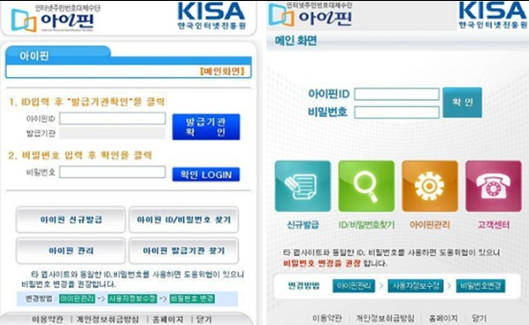 인터넷주민번호대체수단
아이핀
KISA
한국인터넷진흥원
아이핀
[메인화면]
1. ID입력 후 "발급기관확인"을 클릭
아이핀ID
발급기관
발급기관
확 인
2. 비밀번호 입력 후 확인을 클릭
비밀번호
확인 LOGIN
아이핀 신규발급
아이핀 ID/비밀번호 찾기
아이핀 관리
아이핀 발급기관 찾기
타 웹사이트와 동일한 ID, 비밀번호를 사용하면 도용위험이 있으니
비밀번호 변경을 권장합니다.
변경방법 아이핀관리 > 사용자정보수정 > 비밀번호 변경
이용약관 | 개인정보취급방침 | 홈페이지 | 닫기
인터넷주민번호대체수단
아이핀
KISA
한국인터넷진흥원
메인 화면
아이핀ID
비밀번호
확 인
신규발급
ID/비밀번호찾기
아이핀관리
고객센터
타 웹사이트와 동일한 ID, 비밀번호를 사용하면 도용위험이 있으니
비밀번호 변경을 권장 합니다.
변경방법 아이핀관리 > 사용자정보수정 > 비밀번호변경
이용약관 | 개인정보취급방침 | 홈페이지 | 닫기